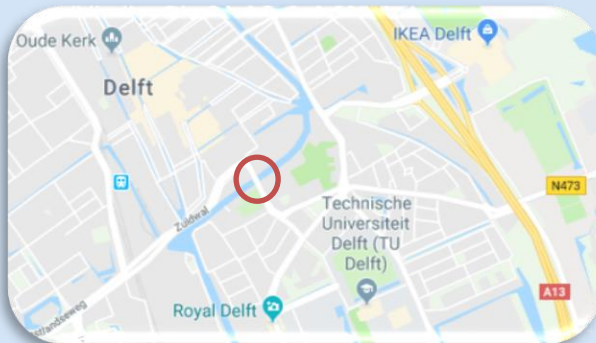 Oude Kerk
IKEA Delft
Delft
N473
Technische
Universiteit
Delft (TU
Delft)
Zuidwal
A13
Royal Delft